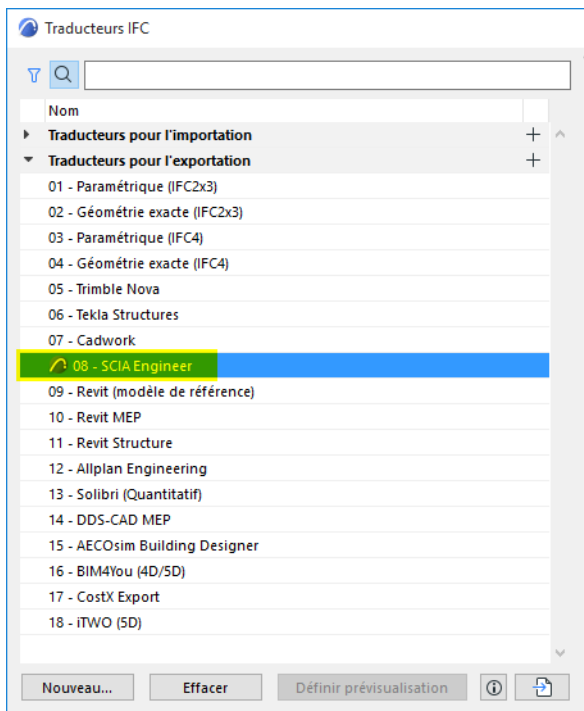 Traducteurs IFC
Nom
Traducteurs pour l'importation
Traducteurs pour l'exportation
01 - Paramétrique (IFC2x3)
02 - Géométrie exacte (IFC2x3)
03 - Paramétrique (IFC4)
04 - Géométrie exacte (IFC4)
05 - Trimble Nova
06 - Tekla Structures
07 - Cadwork
08 - SCIA Engineer
09 - Revit (modèle de référence)
10 - Revit MEP
11 - Revit Structure
12 - Allplan Engineering
13 - Solibri (Quantitatif)
14 - DDS-CAD MEP
15 - AECOsim Building Designer
16 - BIM4You (4D/5D)
17 - CostX Export
18 - iTWO (5D)
Nouveau... Effacer Définir prévisualisation